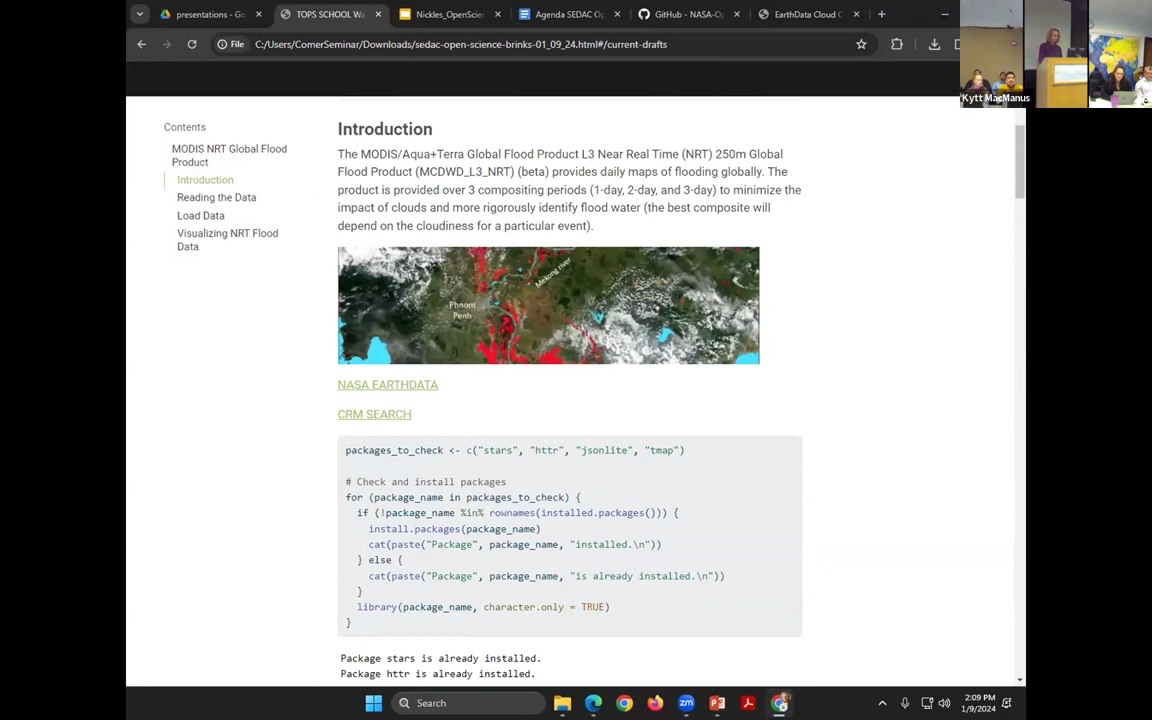 presentations - Go
TOPS SCHOOL Wa
Nickles_OpenScien
Agenda SEDAC Op
GitHub - NASA-Op
EarthData Cloud C
File
C:/Users/ComerSeminar/Downloads/sedac-open-science-brinks-01_09_24.html#/current-drafts
Kytt MacManus
Contents
MODIS NRT Global Flood
Product
Introduction
Reading the Data
Load Data
Visualizing NRT Flood
Data
Introduction
The MODIS/Aqua+Terra Global Flood Product L3 Near Real Time (NRT) 250m Global
Flood Product (MCDWD_L3_NRT) (beta) provides daily maps of flooding globally. The
product is provided over 3 compositing periods (1-day, 2-day, and 3-day) to minimize the
impact of clouds and more rigorously identify flood water (the best composite will
depend on the cloudiness for a particular event).
Mekong river
Phnom
Penh
NASA EARTHDATA
CRM SEARCH
packages_to_check <- c("stars", "httr", "jsonlite", "tmap")
# Check and install packages
for (package_name in packages_to_check) {
if (!package_name %in% rownames(installed.packages())) {
install.packages(package_name)
cat(paste("Package", package_name, "installed.\n"))
} else {
cat(paste("Package", package_name, "is already installed.\n"))
}
library(package_name, character.only = TRUE)
}
Package stars is already installed.
Package httr is already installed.
Search
2:09 PM
1/9/2024